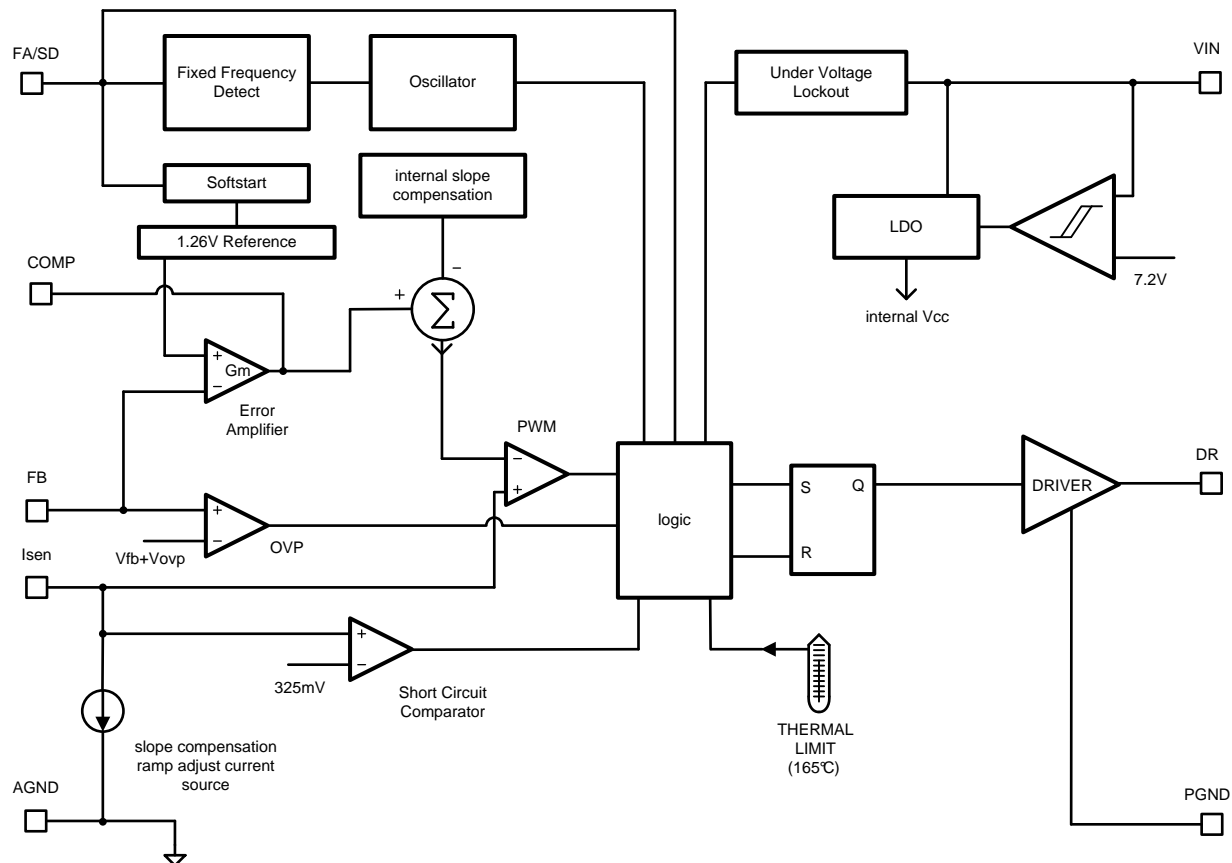 FA/SD
VIN
Fixed Frequency
Detect
Oscillator
Under Voltage
Lockout
Softstart
internal slope
compensation
LDO
1.26V Reference
COMP
–
+
Σ
7.2V
internal Vcc
+
Gm
–
Error
Amplifier
PWM
–
+
FB
+
–
OVP
Vfb+Vovp
logic
S
Q
R
DRIVER
DR
Isen
+
–
325mV
Short Circuit
Comparator
THERMAL
LIMIT
(165°C)
slope compensation
ramp adjust current
source
AGND
PGND